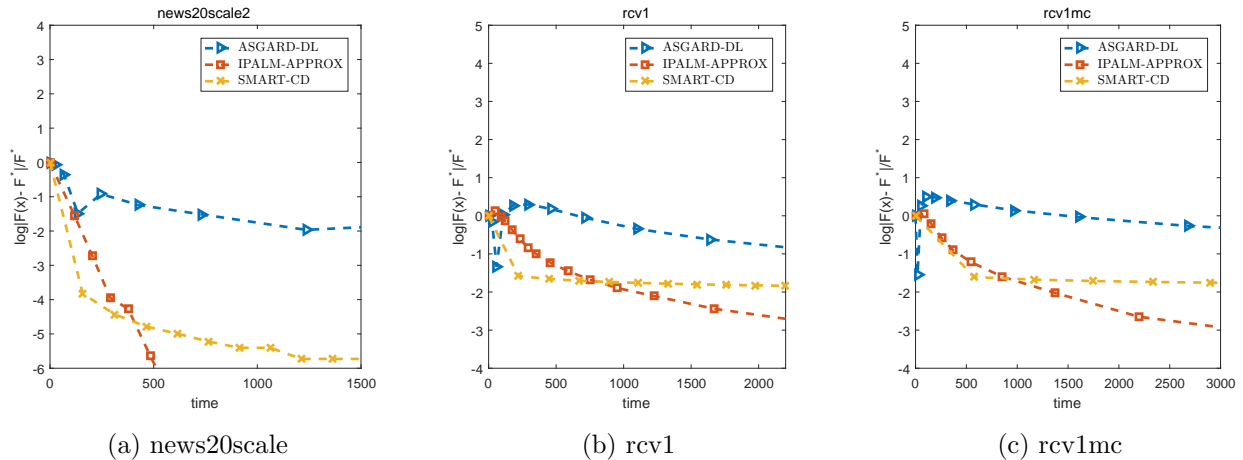 news20scale2
4
3
2
1
0
-1
-2
-3
-4
-5
-6
log|F(x)- F*|/F*
0
500
1000
1500
time
ASGARD-DL
IPALM-APPROX
SMART-CD
(a) news20scale
rcv1
5
4
3
2
1
0
-1
-2
-3
-4
log|F(x)- F*|/F*
0
500
1000
1500
2000
time
ASGARD-DL
IPALM-APPROX
SMART-CD
(b) rcv1
rcv1mc
5
4
3
2
1
0
-1
-2
-3
-4
log|F(x)- F*|/F*
0
500
1000
1500
2000
2500
3000
time
ASGARD-DL
IPALM-APPROX
SMART-CD
(c) rcv1mc